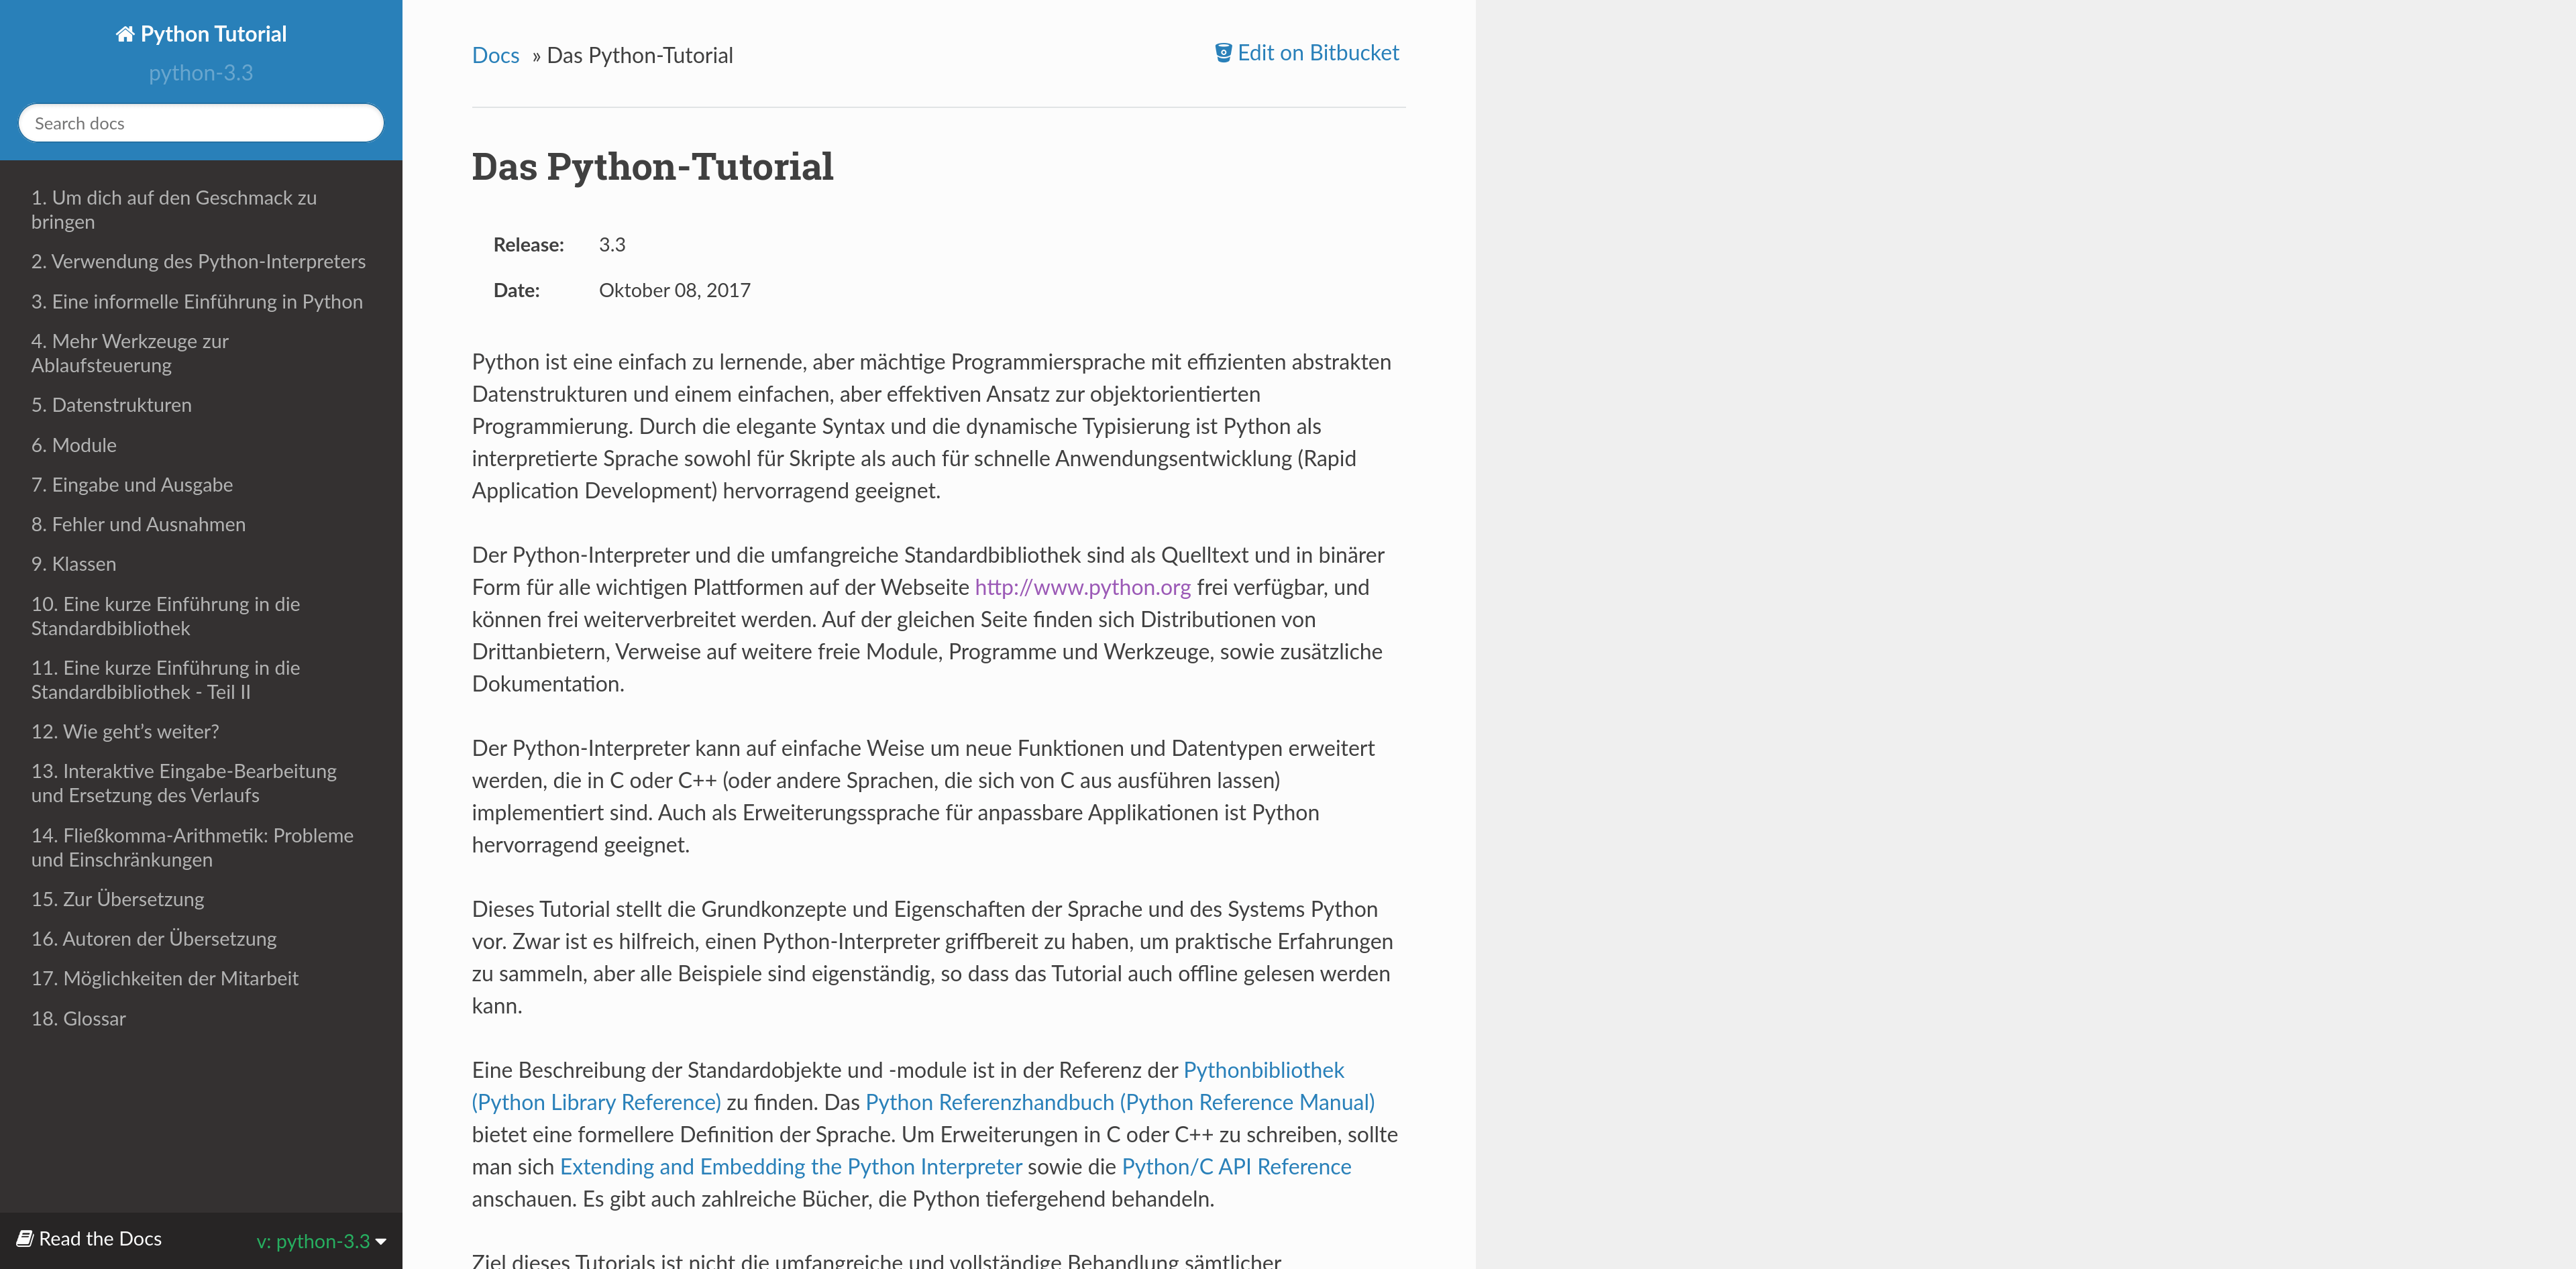 Python Tutorial
python-3.3
Search docs
1. Um dich auf den Geschmack zu
bringen
2. Verwendung des Python-Interpreters
3. Eine informelle Einführung in Python
4. Mehr Werkzeuge zur
Ablaufsteuerung
5. Datenstrukturen
6. Module
7. Eingabe und Ausgabe
8. Fehler und Ausnahmen
9. Klassen
10. Eine kurze Einführung in die
Standardbibliothek
11. Eine kurze Einführung in die
Standardbibliothek - Teil II
12. Wie geht’s weiter?
13. Interaktive Eingabe-Bearbeitung
und Ersetzung des Verlaufs
14. Fließkomma-Arithmetik: Probleme
und Einschränkungen
15. Zur Übersetzung
16. Autoren der Übersetzung
17. Möglichkeiten der Mitarbeit
18. Glossar
Read the Docs v: python-3.3
Docs » Das Python-Tutorial Edit on Bitbucket
Das Python-Tutorial
Release: 3.3
Date: Oktober 08, 2017
Python ist eine einfach zu lernende, aber mächtige Programmiersprache mit effizienten abstrakten
Datenstrukturen und einem einfachen, aber effektiven Ansatz zur objektorientierten
Programmierung. Durch die elegante Syntax und die dynamische Typisierung ist Python als
interpretierte Sprache sowohl für Skripte als auch für schnelle Anwendungsentwicklung (Rapid
Application Development) hervorragend geeignet.
Der Python-Interpreter und die umfangreiche Standardbibliothek sind als Quelltext und in binärer
Form für alle wichtigen Plattformen auf der Webseite http://www.python.org frei verfügbar, und
können frei weiterverbreitet werden. Auf der gleichen Seite finden sich Distributionen von
Drittanbietern, Verweise auf weitere freie Module, Programme und Werkzeuge, sowie zusätzliche
Dokumentation.
Der Python-Interpreter kann auf einfache Weise um neue Funktionen und Datentypen erweitert
werden, die in C oder C++ (oder andere Sprachen, die sich von C aus ausführen lassen)
implementiert sind. Auch als Erweiterungssprache für anpassbare Applikationen ist Python
hervorragend geeignet.
Dieses Tutorial stellt die Grundkonzepte und Eigenschaften der Sprache und des Systems Python
vor. Zwar ist es hilfreich, einen Python-Interpreter griffbereit zu haben, um praktische Erfahrungen
zu sammeln, aber alle Beispiele sind eigenständig, so dass das Tutorial auch offline gelesen werden
kann.
Eine Beschreibung der Standardobjekte und -module ist in der Referenz der Pythonbibliothek
(Python Library Reference) zu finden. Das Python Referenzhandbuch (Python Reference Manual)
bietet eine formellere Definition der Sprache. Um Erweiterungen in C oder C++ zu schreiben, sollte
man sich Extending and Embedding the Python Interpreter sowie die Python/C API Reference
anschauen. Es gibt auch zahlreiche Bücher, die Python tiefergehend behandeln.
Ziel dieses Tutorials ist nicht die umfangreiche und vollständige Behandlung sämtlicher